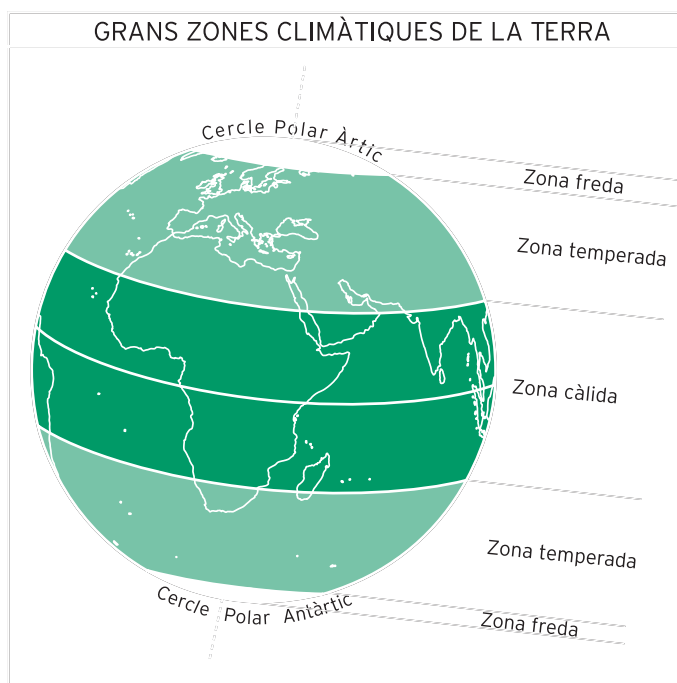 GRANS ZONES CLIMÀTIQUES DE LA TERRA
Cercle Polar Àrtic
Zona freda
Zona temperada
Zona càlida
Zona temperada
Cercle Polar Antàrtic
Zona freda